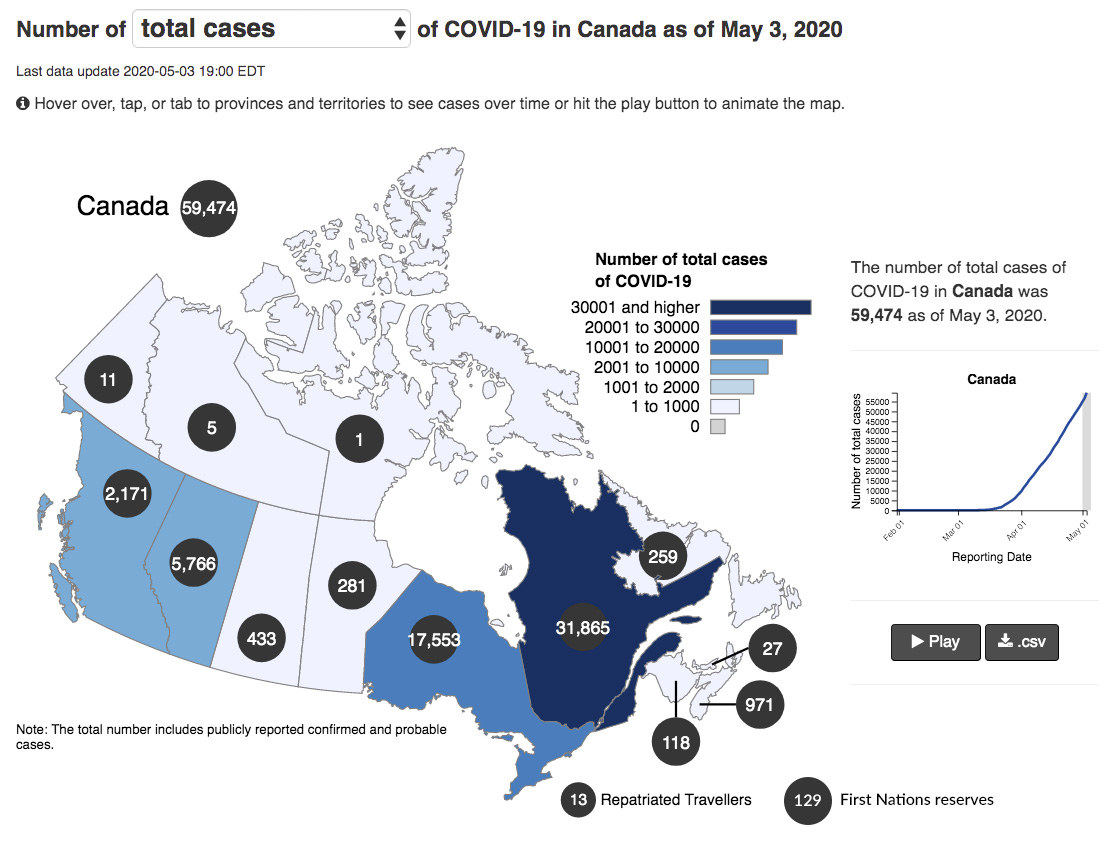 Number of total cases of COVID-19 in Canada as of May 3, 2020
Last data update 2020-05-03 19:00 EDT
Hover over, tap, or tab to provinces and territories to see cases over time or hit the play button to animate the map.
Canada 59,474
11
5
1
2,171
5,766
433
281
17,553
31,865
259
27
971
118
Number of total cases
of COVID-19
30001 and higher
20001 to 30000
10001 to 20000
2001 to 10000
1001 to 2000
1 to 1000
0
The number of total cases of
COVID-19 in Canada was
59,474 as of May 3, 2020.
Canada
Number of total cases
55000
50000
45000
40000
35000
30000
25000
20000
15000
10000
5000
0
Feb 01
Mar 01
Apr 01
May 01
Reporting Date
Play
.csv
Note: The total number includes publicly reported confirmed and probable
cases.
13 Repatriated Travellers
129 First Nations reserves